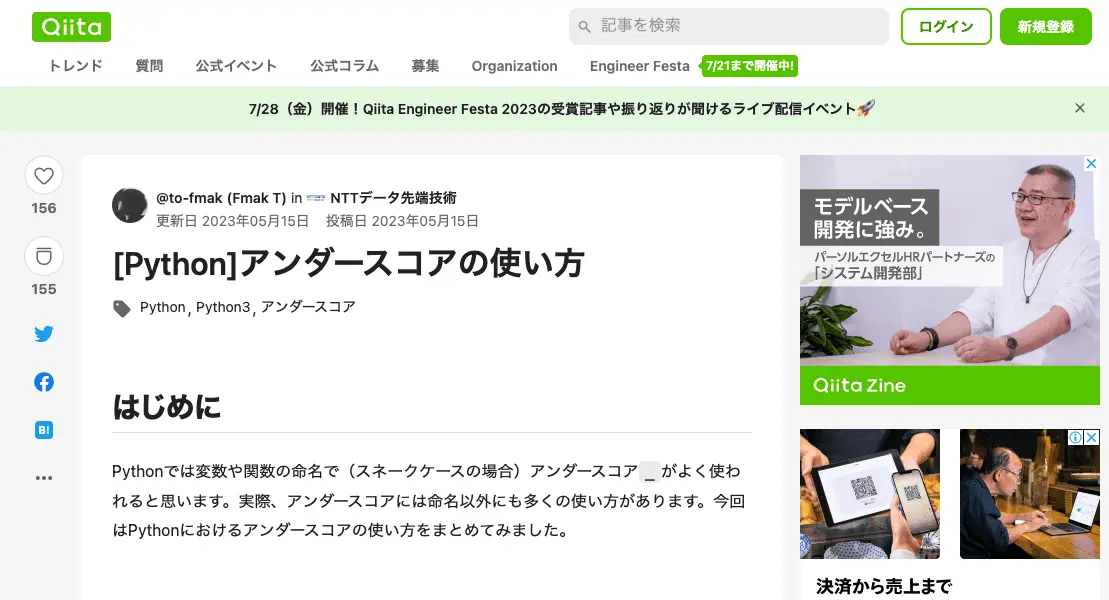 Qiita
記事を検索
ログイン
新規登録
トレンド
質問
公式イベント
公式コラム
募集
Organization
Engineer Festa
7/21まで開催中!
7/28（金）開催！Qiita Engineer Festa 2023の受賞記事や振り返りが聞けるライブ配信イベント🚀
156
155
B!
@to-fmak (Fmak T) in NTTデータ先端技術
更新日 2023年05月15日 投稿日 2023年05月15日
[Python]アンダースコアの使い方
Python, Python3, アンダースコア
はじめに
Pythonでは変数や関数の命名で（スネークケースの場合）アンダースコア _ がよく使わ
れると思います。実際、アンダースコアには命名以外にも多くの使い方があります。今回
はPythonにおけるアンダースコアの使い方をまとめてみました。
モデルベース
開発に強み。
パーソルエクセルHRパートナーズの
「システム開発部」
Qiita Zine
決済から売上まで